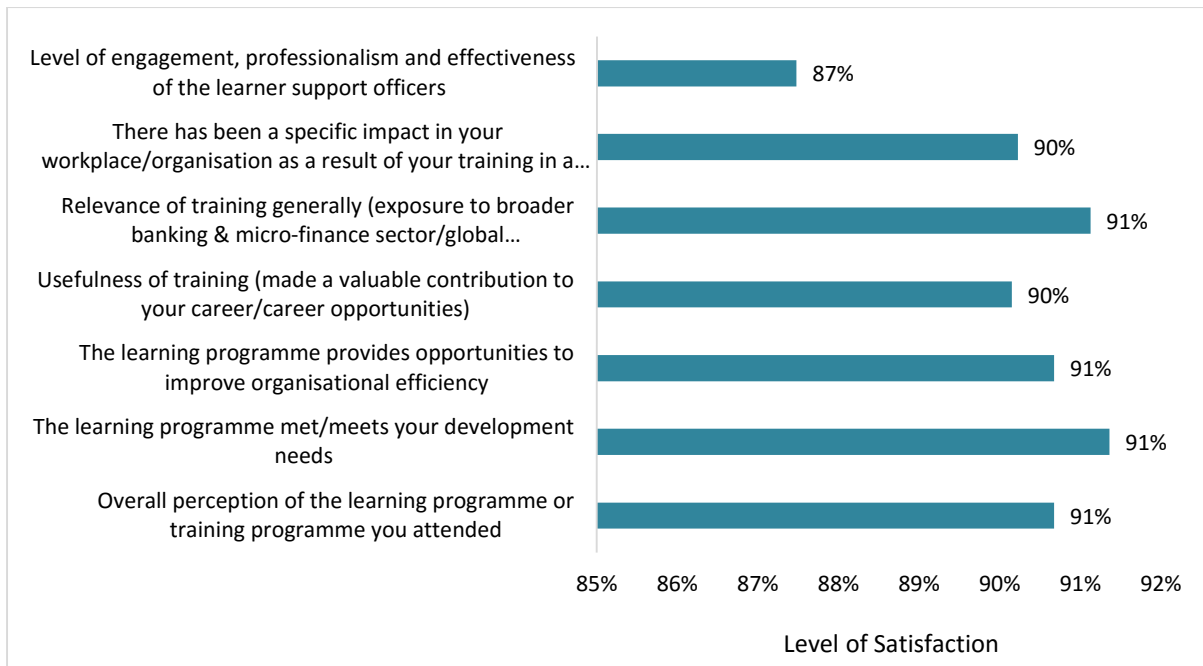 Level of engagement, professionalism and effectiveness
of the learner support officers
87%
There has been a specific impact in your
workplace/organisation as a result of your training in a…
90%
Relevance of training generally (exposure to broader
banking & micro-finance sector/global…
91%
Usefulness of training (made a valuable contribution to
your career/career opportunities)
90%
The learning programme provides opportunities to
improve organisational efficiency
91%
The learning programme met/meets your development
needs
91%
Overall perception of the learning programme or
training programme you attended
91%
85% 86% 87% 88% 89% 90% 91% 92%
Level of Satisfaction